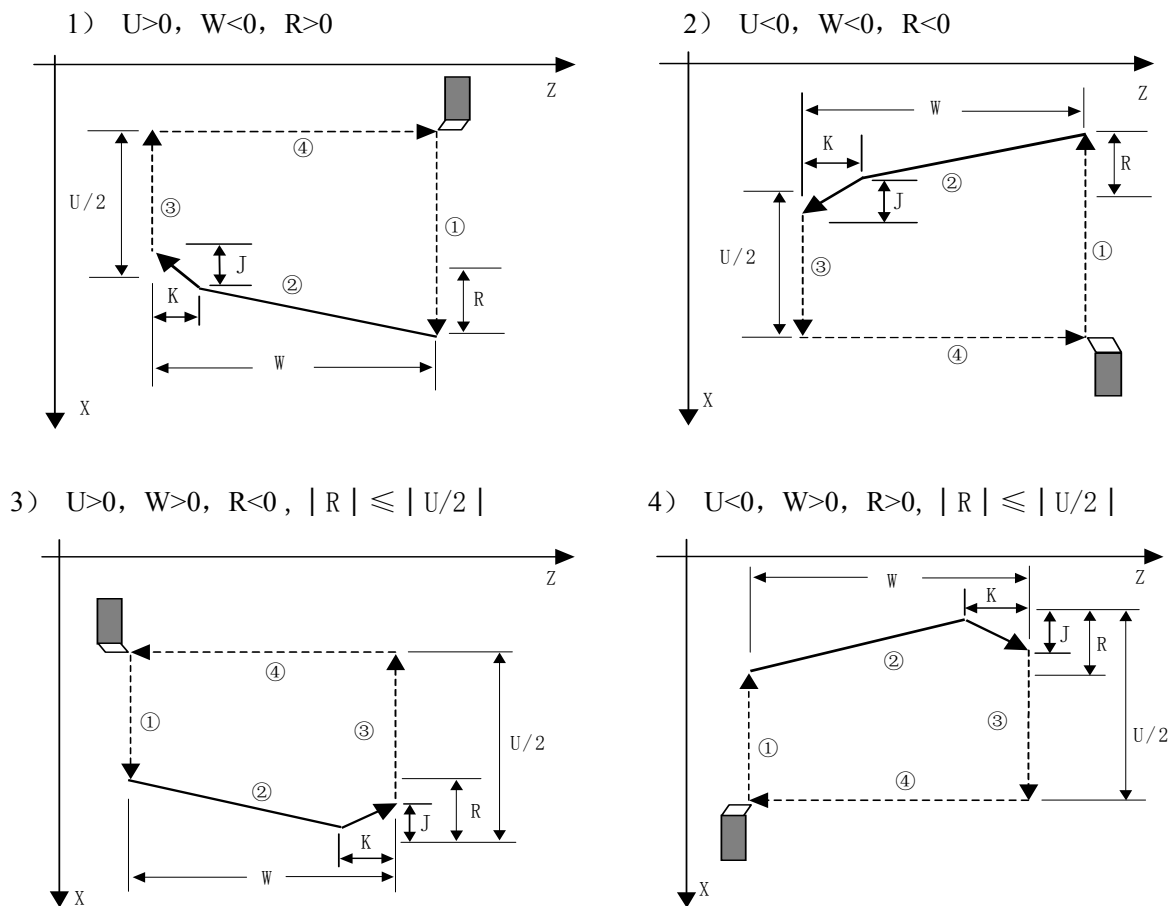 1） U>0，W<0，R>0
Z
④
U/2
③
①
J
②
K
R
W
X
2） U<0，W<0，R<0
Z
W
K
R
②
J
U/2
①
③
④
X
3） U>0，W>0，R<0，│R│≤│U/2│
Z
④
①
③
U/2
②
R
J
K
W
X
4） U<0，W>0，R>0，│R│≤│U/2│
Z
W
K
J
R
②
③
U/2
①
④
X